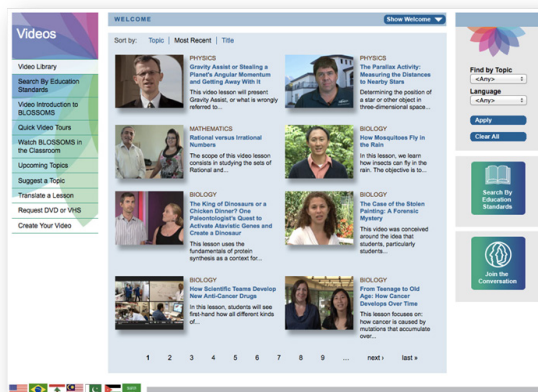 Videos
Video Library
Search By Education
Standards
Video Introduction to
BLOSSOMS
Quick Video Tours
Watch BLOSSOMS in
the Classroom
Upcoming Topics
Suggest a Topic
Translate a Lesson
Request DVD or VHS
Create Your Video
WELCOME
Show Welcome
Sort by: Topic | Most Recent | Title
PHYSICS
Gravity Assist or Stealing a
Planet's Angular Momentum
and Getting Away With It
This video lesson will present
Gravity Assist, or what is wrongly
referred to...
PHYSICS
The Parallax Activity:
Measuring the Distances
to Nearby Stars
Determining the position of
a star or other object in
three-dimensional space...
MATHEMATICS
Rational versus Irrational
Numbers
The scope of this video lesson
consists in studying the sets of
Rational and...
BIOLOGY
How Mosquitoes Fly in
the Rain
In this lesson, we learn
how insects can fly in the
rain. The objective is to...
BIOLOGY
The King of Dinosaurs or a
Chicken Dinner? One
Paleontologist's Quest to
Activate Atavistic Genes and
Create a Dinosaur
This lesson uses the
fundamentals of protein
synthesis as a context for...
BIOLOGY
The Case of the Stolen
Painting: A Forensic
Mystery
This video was conceived
around the idea that
students, particularly
students...
BIOLOGY
How Scientific Teams Develop
New Anti-Cancer Drugs
In this lesson, students will see
first-hand how all different kinds
of...
BIOLOGY
From Teenage to Old
Age: How Cancer
Develops Over Time
This lesson focuses on:
how cancer is caused by
mutations that accumulate
over...
1 2 3 4 5 6 7 8 9 ... next › last »
Find by Topic
<Any>
Language
<Any>
Apply
Clear All
Search By
Education
Standards
Join the
Conversation